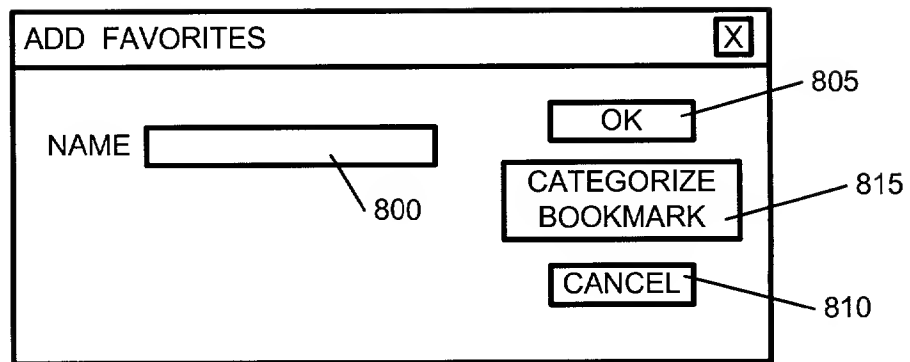 ADD FAVORITES X
805
OK
NAME
CATEGORIZE
BOOKMARK
815
800
CANCEL
810